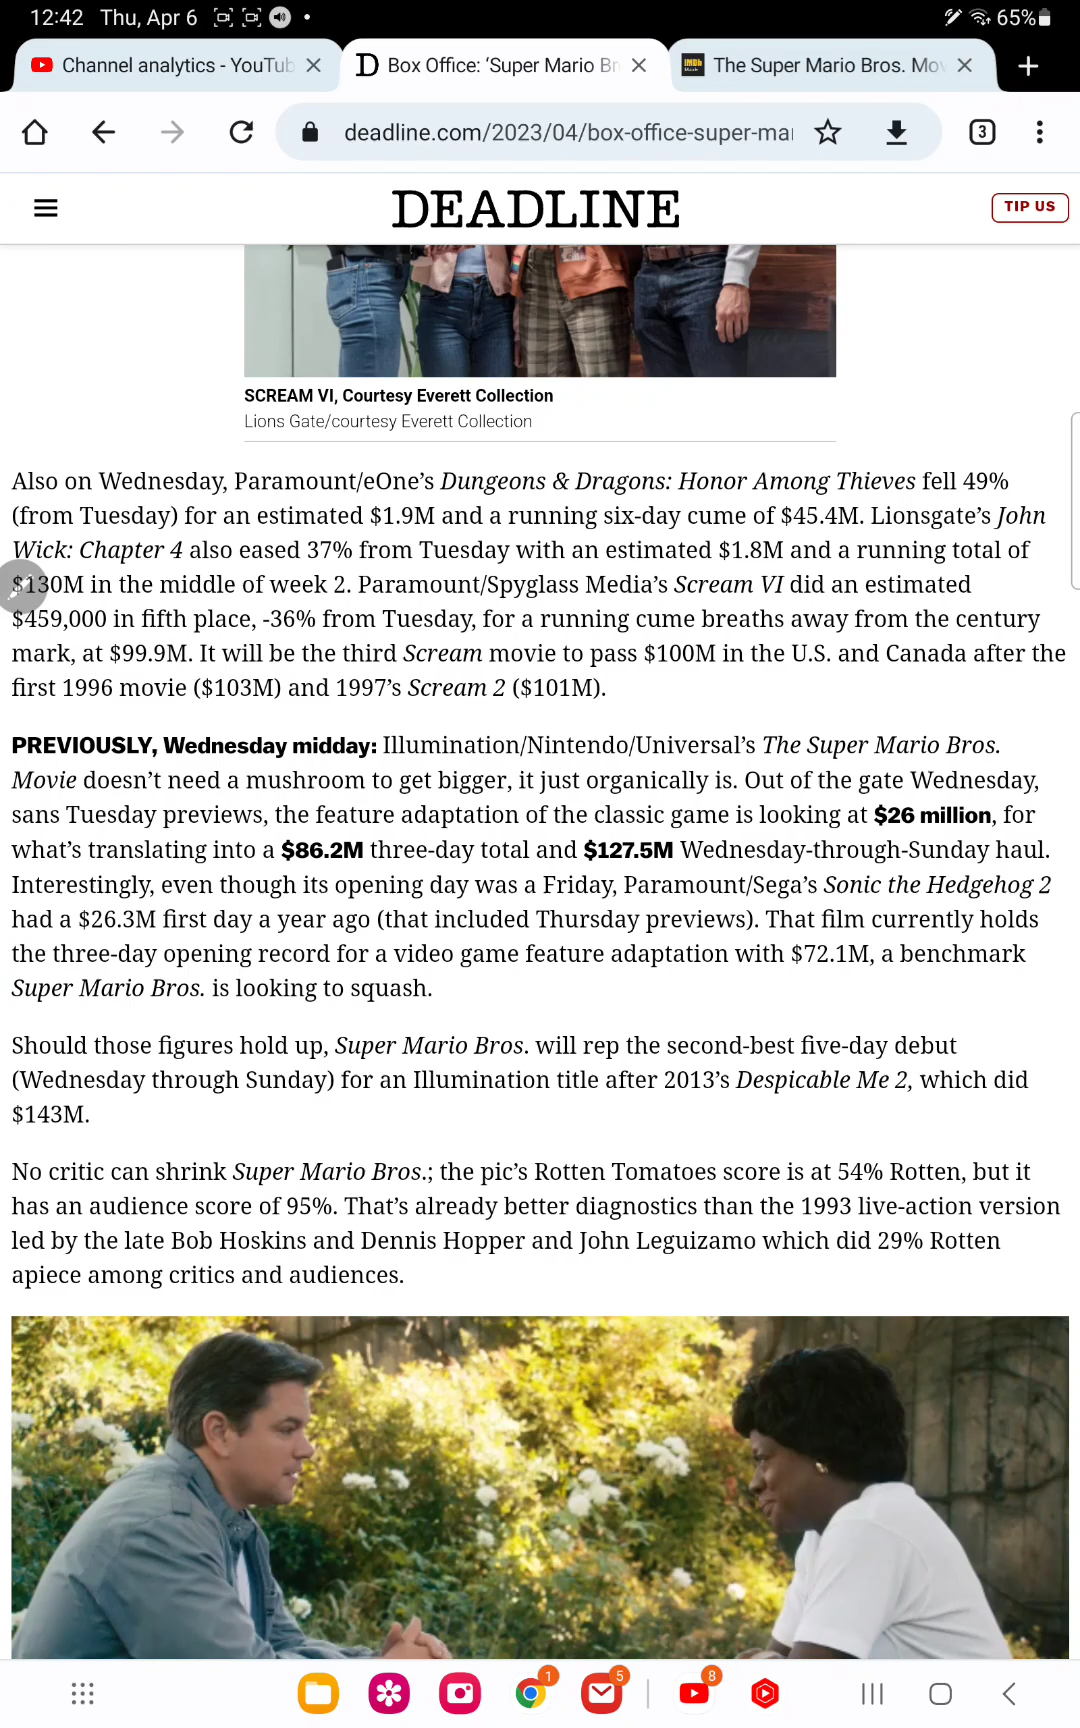 12:42 Thu, Apr 6
65%
Channel analytics - YouTub
Box Office: ‘Super Mario Br
The Super Mario Bros. Mov
deadline.com/2023/04/box-office-super-mar
3
DEADLINE
TIP US
SCREAM VI, Courtesy Everett Collection
Lions Gate/courtesy Everett Collection
Also on Wednesday, Paramount/eOne’s Dungeons & Dragons: Honor Among Thieves fell 49%
(from Tuesday) for an estimated $1.9M and a running six-day cume of $45.4M. Lionsgate’s John
Wick: Chapter 4 also eased 37% from Tuesday with an estimated $1.8M and a running total of
$130M in the middle of week 2. Paramount/Spyglass Media’s Scream VI did an estimated
$459,000 in fifth place, -36% from Tuesday, for a running cume breaths away from the century
mark, at $99.9M. It will be the third Scream movie to pass $100M in the U.S. and Canada after the
first 1996 movie ($103M) and 1997’s Scream 2 ($101M).
PREVIOUSLY, Wednesday midday: Illumination/Nintendo/Universal’s The Super Mario Bros.
Movie doesn’t need a mushroom to get bigger, it just organically is. Out of the gate Wednesday,
sans Tuesday previews, the feature adaptation of the classic game is looking at $26 million, for
what’s translating into a $86.2M three-day total and $127.5M Wednesday-through-Sunday haul.
Interestingly, even though its opening day was a Friday, Paramount/Sega’s Sonic the Hedgehog 2
had a $26.3M first day a year ago (that included Thursday previews). That film currently holds
the three-day opening record for a video game feature adaptation with $72.1M, a benchmark
Super Mario Bros. is looking to squash.
Should those figures hold up, Super Mario Bros. will rep the second-best five-day debut
(Wednesday through Sunday) for an Illumination title after 2013’s Despicable Me 2, which did
$143M.
No critic can shrink Super Mario Bros.; the pic’s Rotten Tomatoes score is at 54% Rotten, but it
has an audience score of 95%. That’s already better diagnostics than the 1993 live-action version
led by the late Bob Hoskins and Dennis Hopper and John Leguizamo which did 29% Rotten
apiece among critics and audiences.
1
5
8